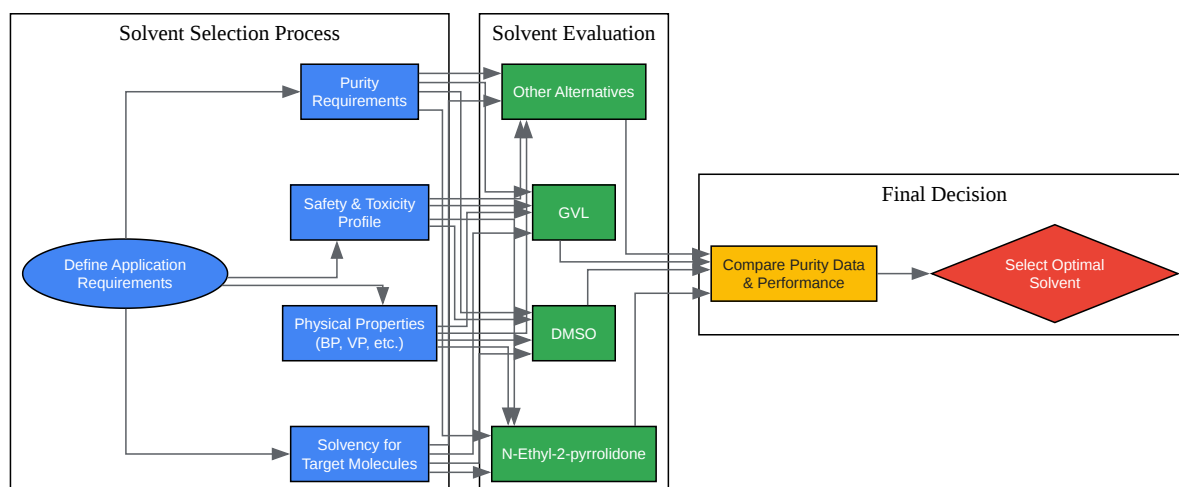 Solvent Selection Process
Purity
Requirements
Safety & Toxicity
Profile
Define Application
Requirements
Physical Properties
(BP, VP, etc.)
Solvency for
Target Molecules
Solvent Evaluation
Other Alternatives
GVL
DMSO
N-Ethyl-2-pyrrolidone
Final Decision
Compare Purity Data
& Performance
Select Optimal
Solvent